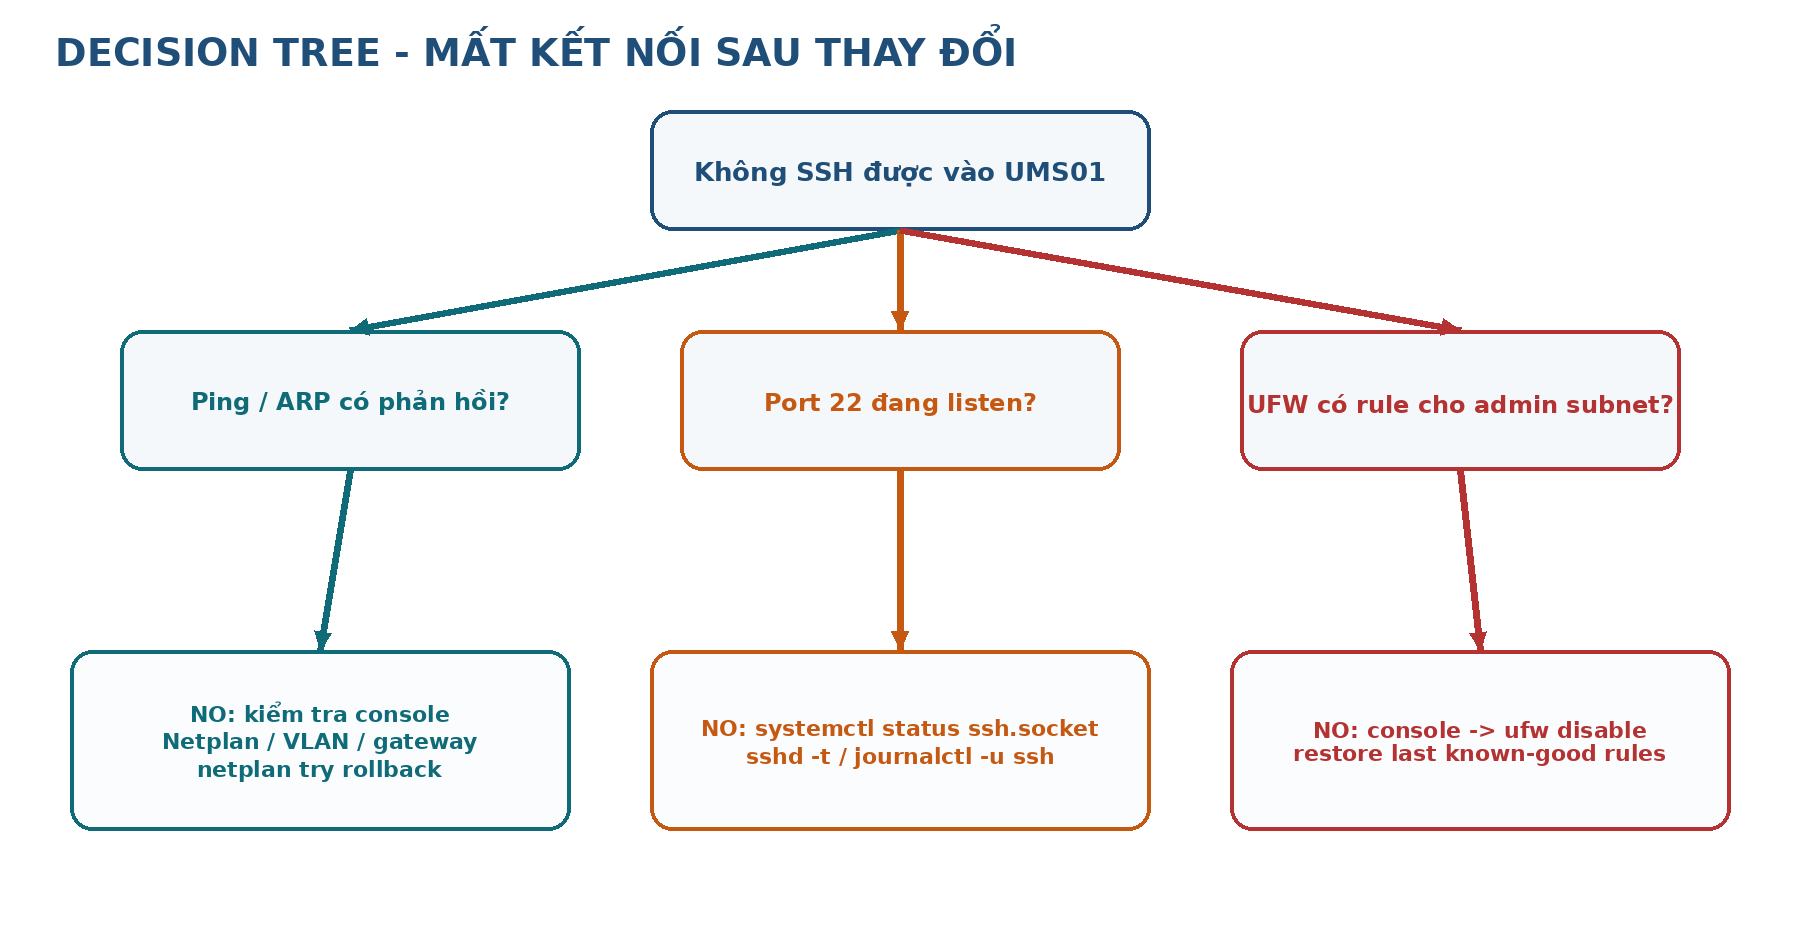 DECISION TREE - MẤT KẾT NỐI SAU THAY ĐỔI
Không SSH được vào UMS01
Ping / ARP có phản hồi?
Port 22 đang listen?
UFW có rule cho admin subnet?
NO: kiểm tra console
Netplan / VLAN / gateway
netplan try rollback
NO: systemctl status ssh.socket
sshd -t / journalctl -u ssh
NO: console -> ufw disable
restore last known-good rules